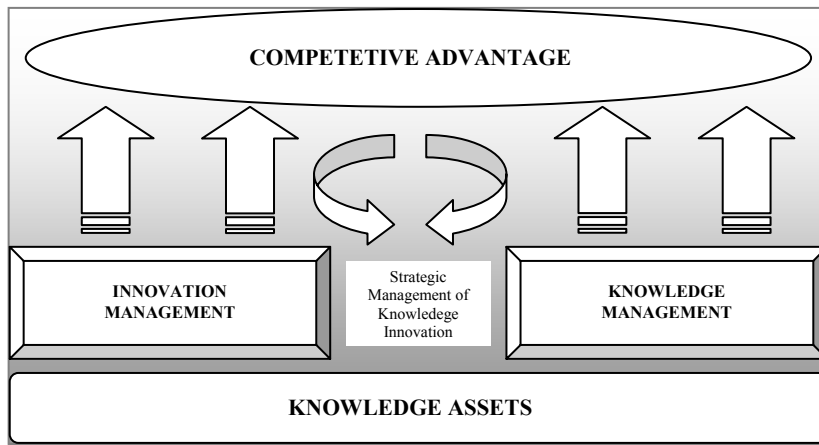 COMPETETIVE ADVANTAGE
Strategic
Management of
Knowledege
Innovation
INNOVATION
MANAGEMENT
KNOWLEDGE
MANAGEMENT
KNOWLEDGE ASSETS